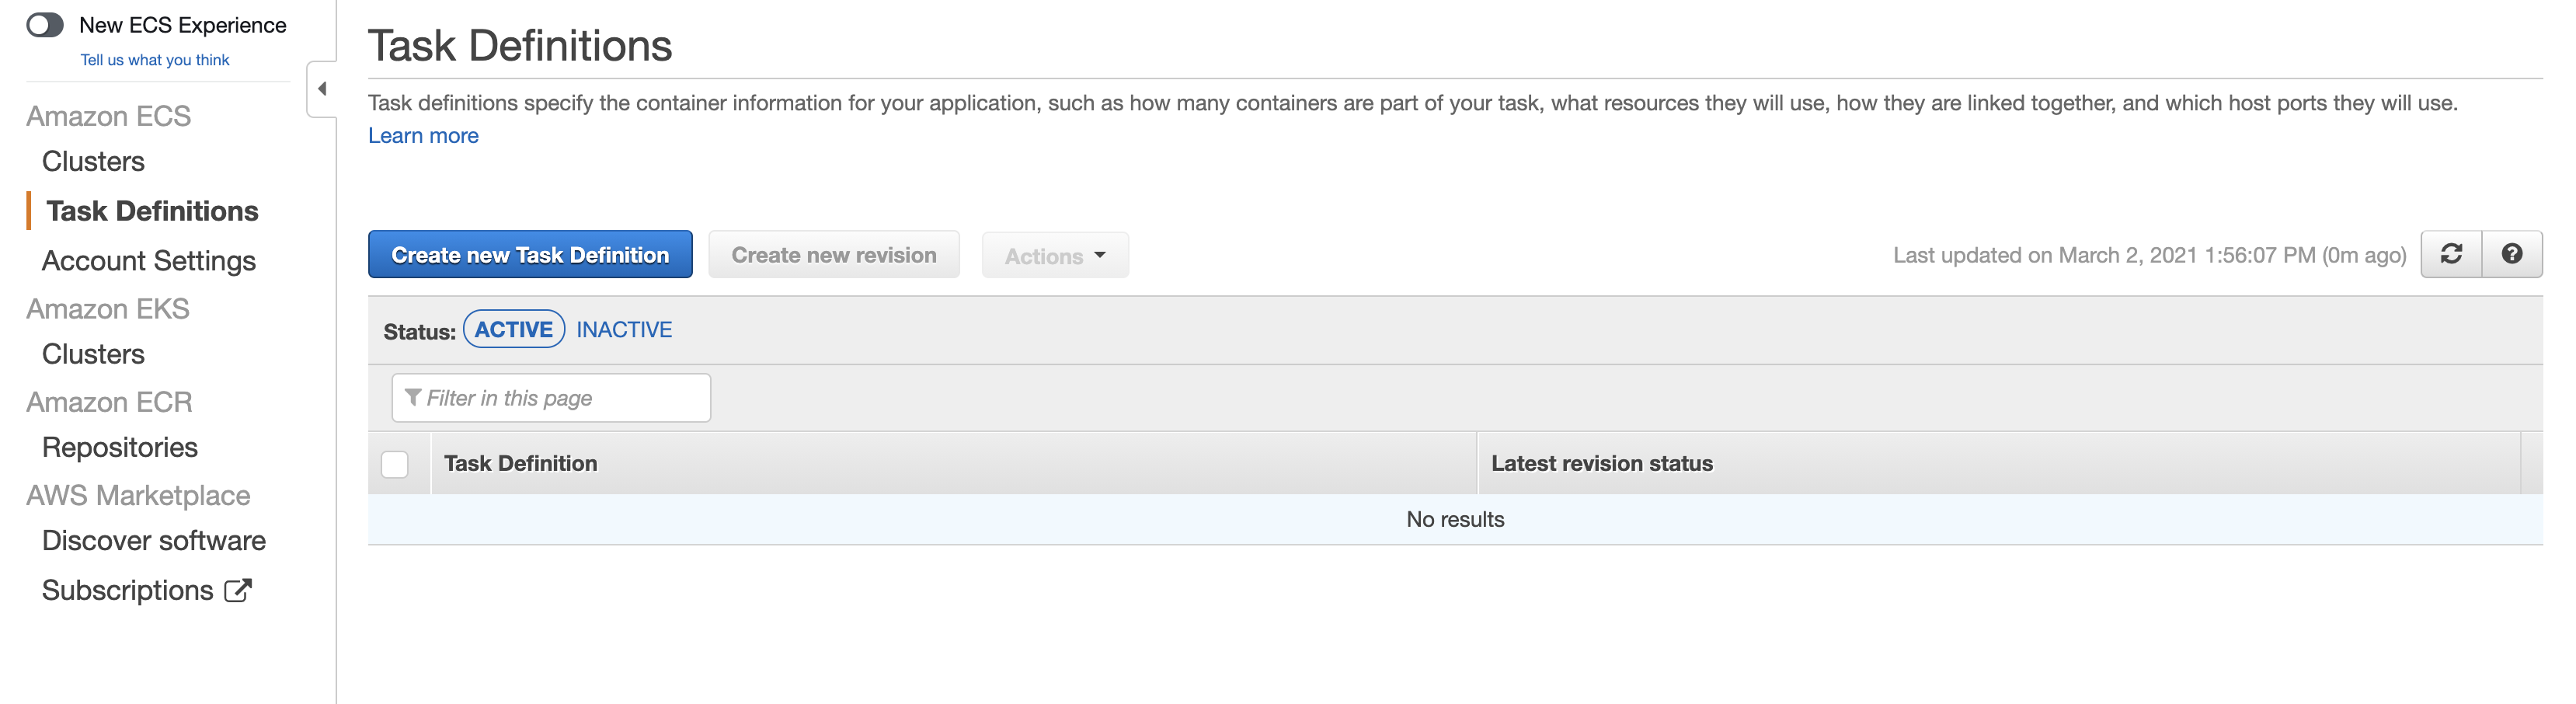 New ECS Experience
Tell us what you think
Amazon ECS
Clusters
Task Definitions
Account Settings
Amazon EKS
Clusters
Amazon ECR
Repositories
AWS Marketplace
Discover software
Subscriptions
Task Definitions
Task definitions specify the container information for your application, such as how many containers are part of your task, what resources they will use, how they are linked together, and which host ports they will use.
Learn more
Create new Task Definition Create new revision Actions Last updated on March 2, 2021 1:56:07 PM (0m ago)
Status: ACTIVE INACTIVE
Filter in this page
Task Definition Latest revision status
No results